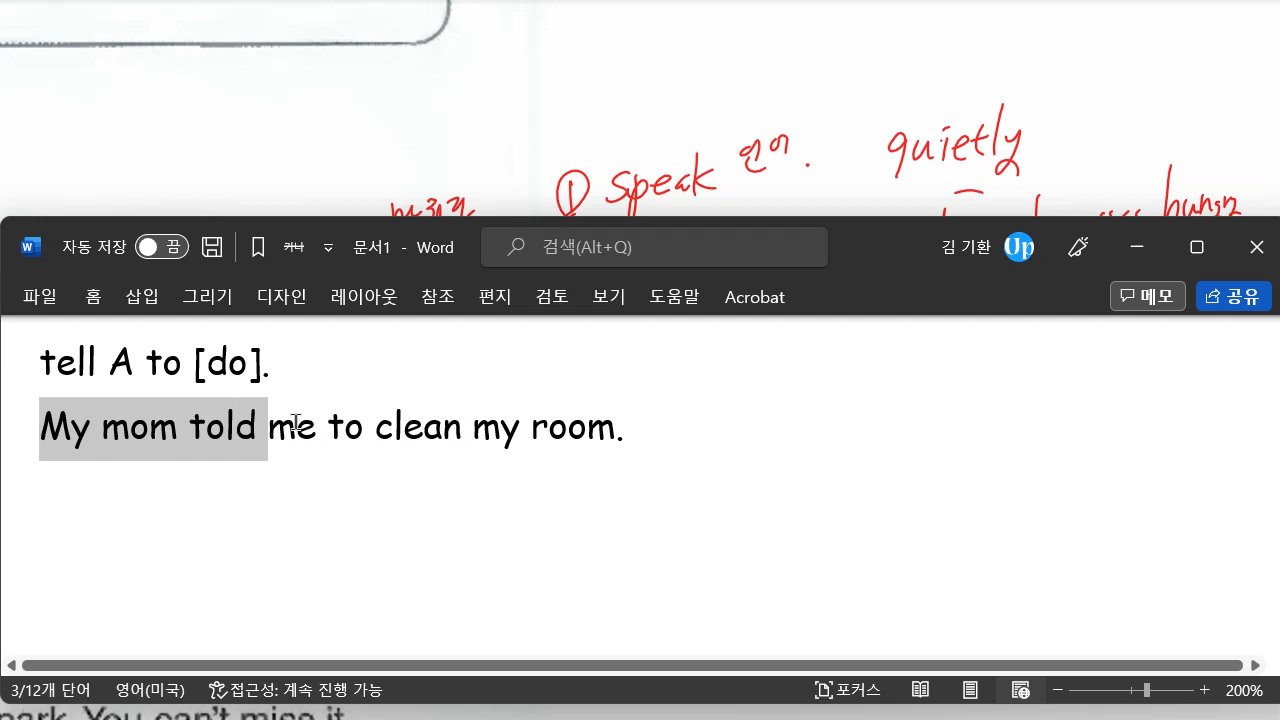 quietly
① speak 언어.
자동 저장 끔 가나 문서1 - Word 검색(Alt+Q) 김 기환 Up
파일 홈 삽입 그리기 디자인 레이아웃 참조 편지 검토 보기 도움말 Acrobat 메모 공유
tell A to [do].
My mom told me to clean my room.
3/12개 단어 영어(미국) 접근성: 계속 진행 가능 포커스 200%
park. You can't miss it